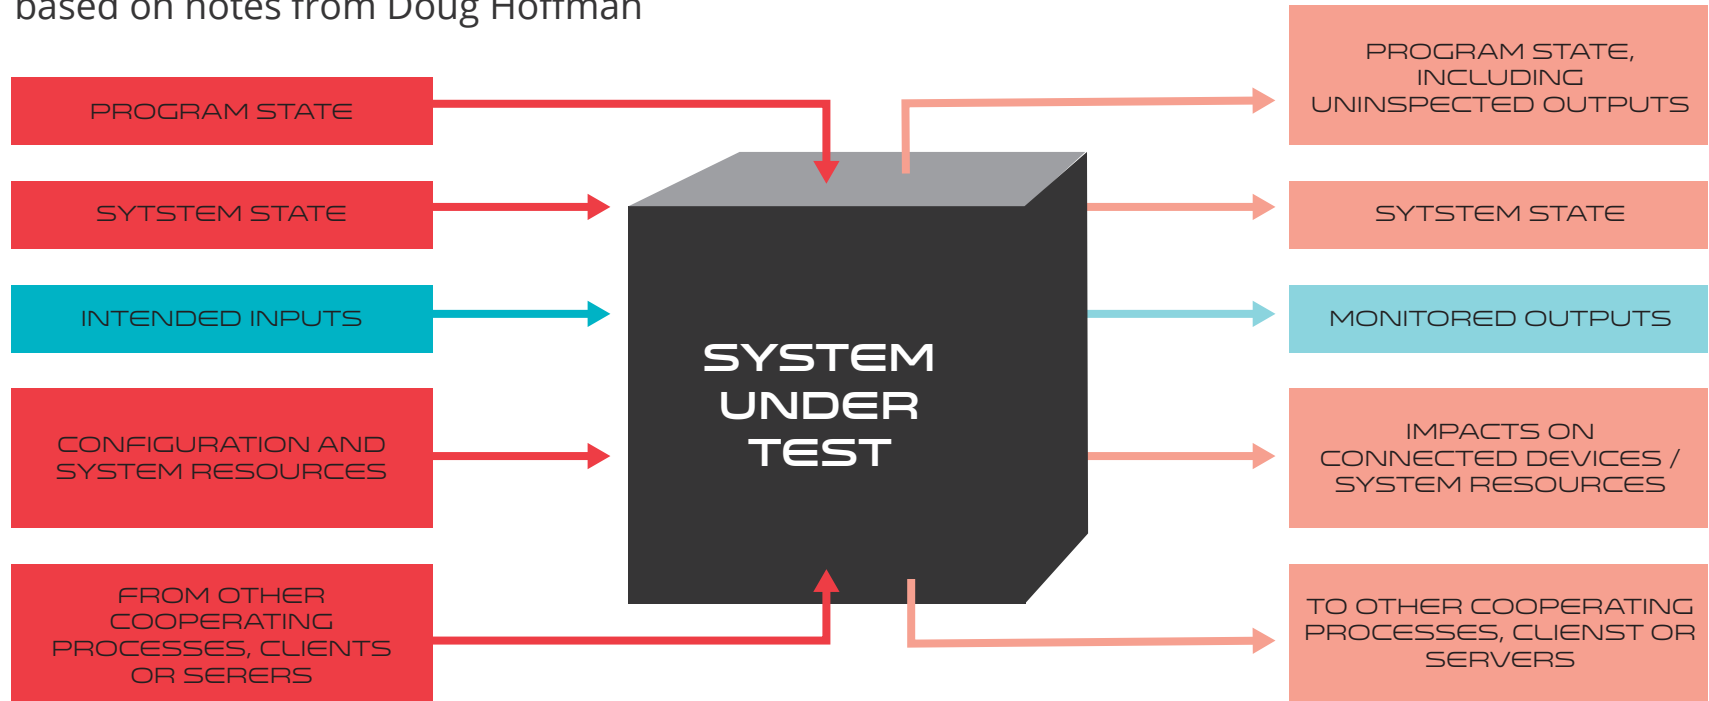 based on notes from Doug Hoffman
PROGRAM STATE
SYTSTEM STATE
INTENDED INPUTS
CONFIGURATION AND
SYSTEM RESOURCES
FROM OTHER
COOPERATING
PROCESSES, CLIENTS
OR SERERS
SYSTEM
UNDER
TEST
PROGRAM STATE,
INCLUDING
UNINSPECTED OUTPUTS
SYTSTEM STATE
MONITORED OUTPUTS
IMPACTS ON
CONNECTED DEVICES /
SYSTEM RESOURCES
TO OTHER COOPERATING
PROCESSES, CLIENST OR
SERVERS